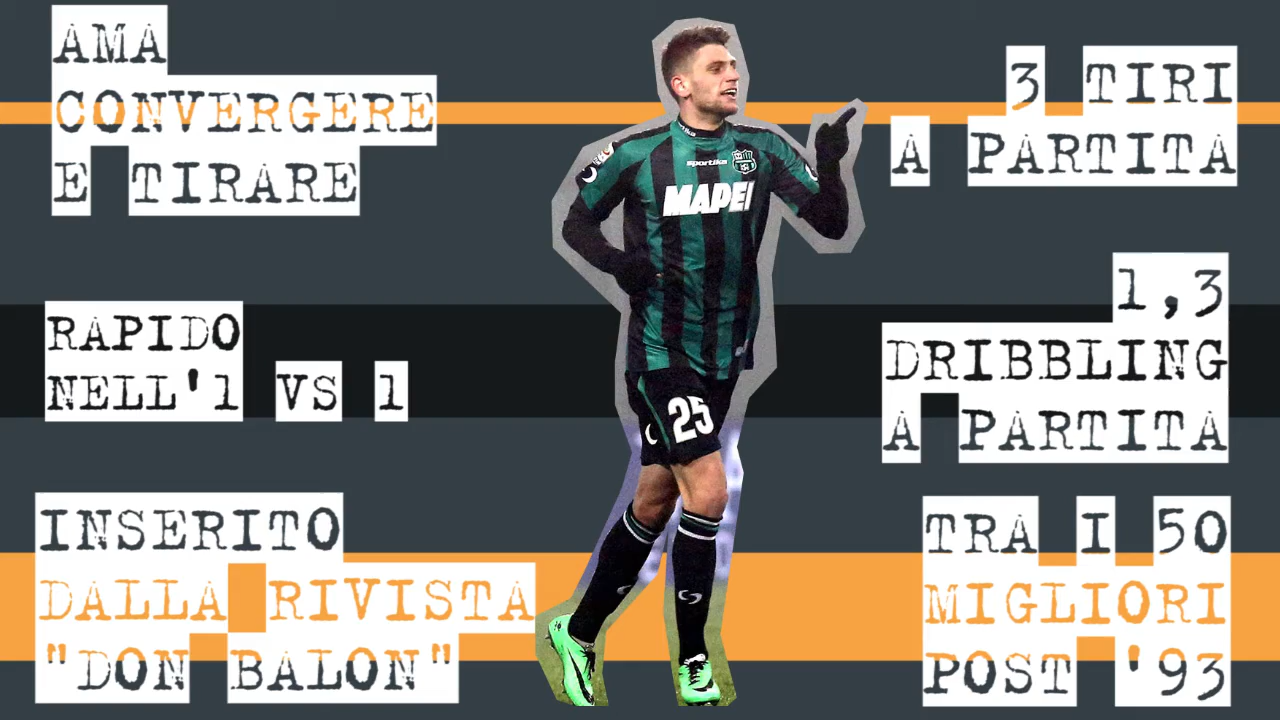 AMA
CONVERGERE
E TIRARE
RAPIDO
NELL'1 VS 1
INSERITO
DALLA RIVISTA
"DON BALON"
sportika
MAPEI
25
3 TIRI
A PARTITA
1,3
DRIBBLING
A PARTITA
TRA I 50
MIGLIORI
POST '93